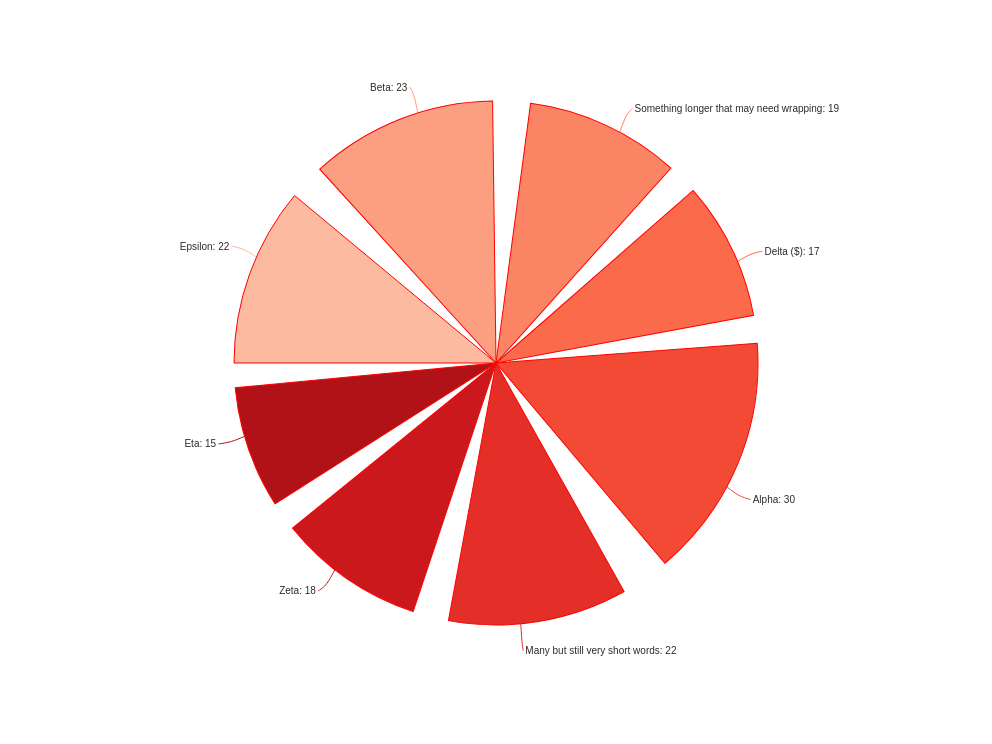 Beta: 23
Something longer that may need wrapping: 19
Epsilon: 22
Delta ($): 17
Eta: 15
Alpha: 30
Zeta: 18
Many but still very short words: 22